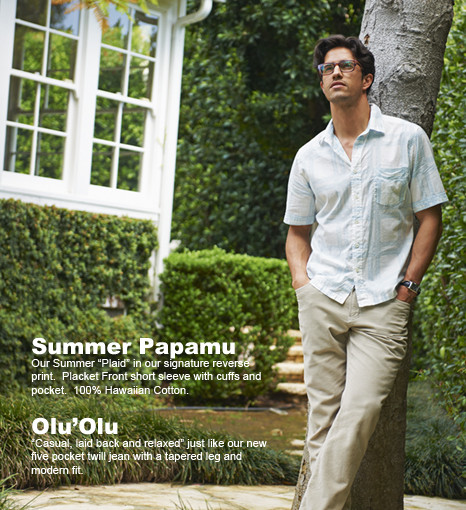 Summer Papamu
Our Summer “Plaid” in our signature reverse
print.  Placket Front short sleeve with cuffs and
pocket.  100% Hawaiian Cotton.
Olu’Olu
“Casual, laid back and relaxed” just like our new
five pocket twill jean with a tapered leg and
modern fit.